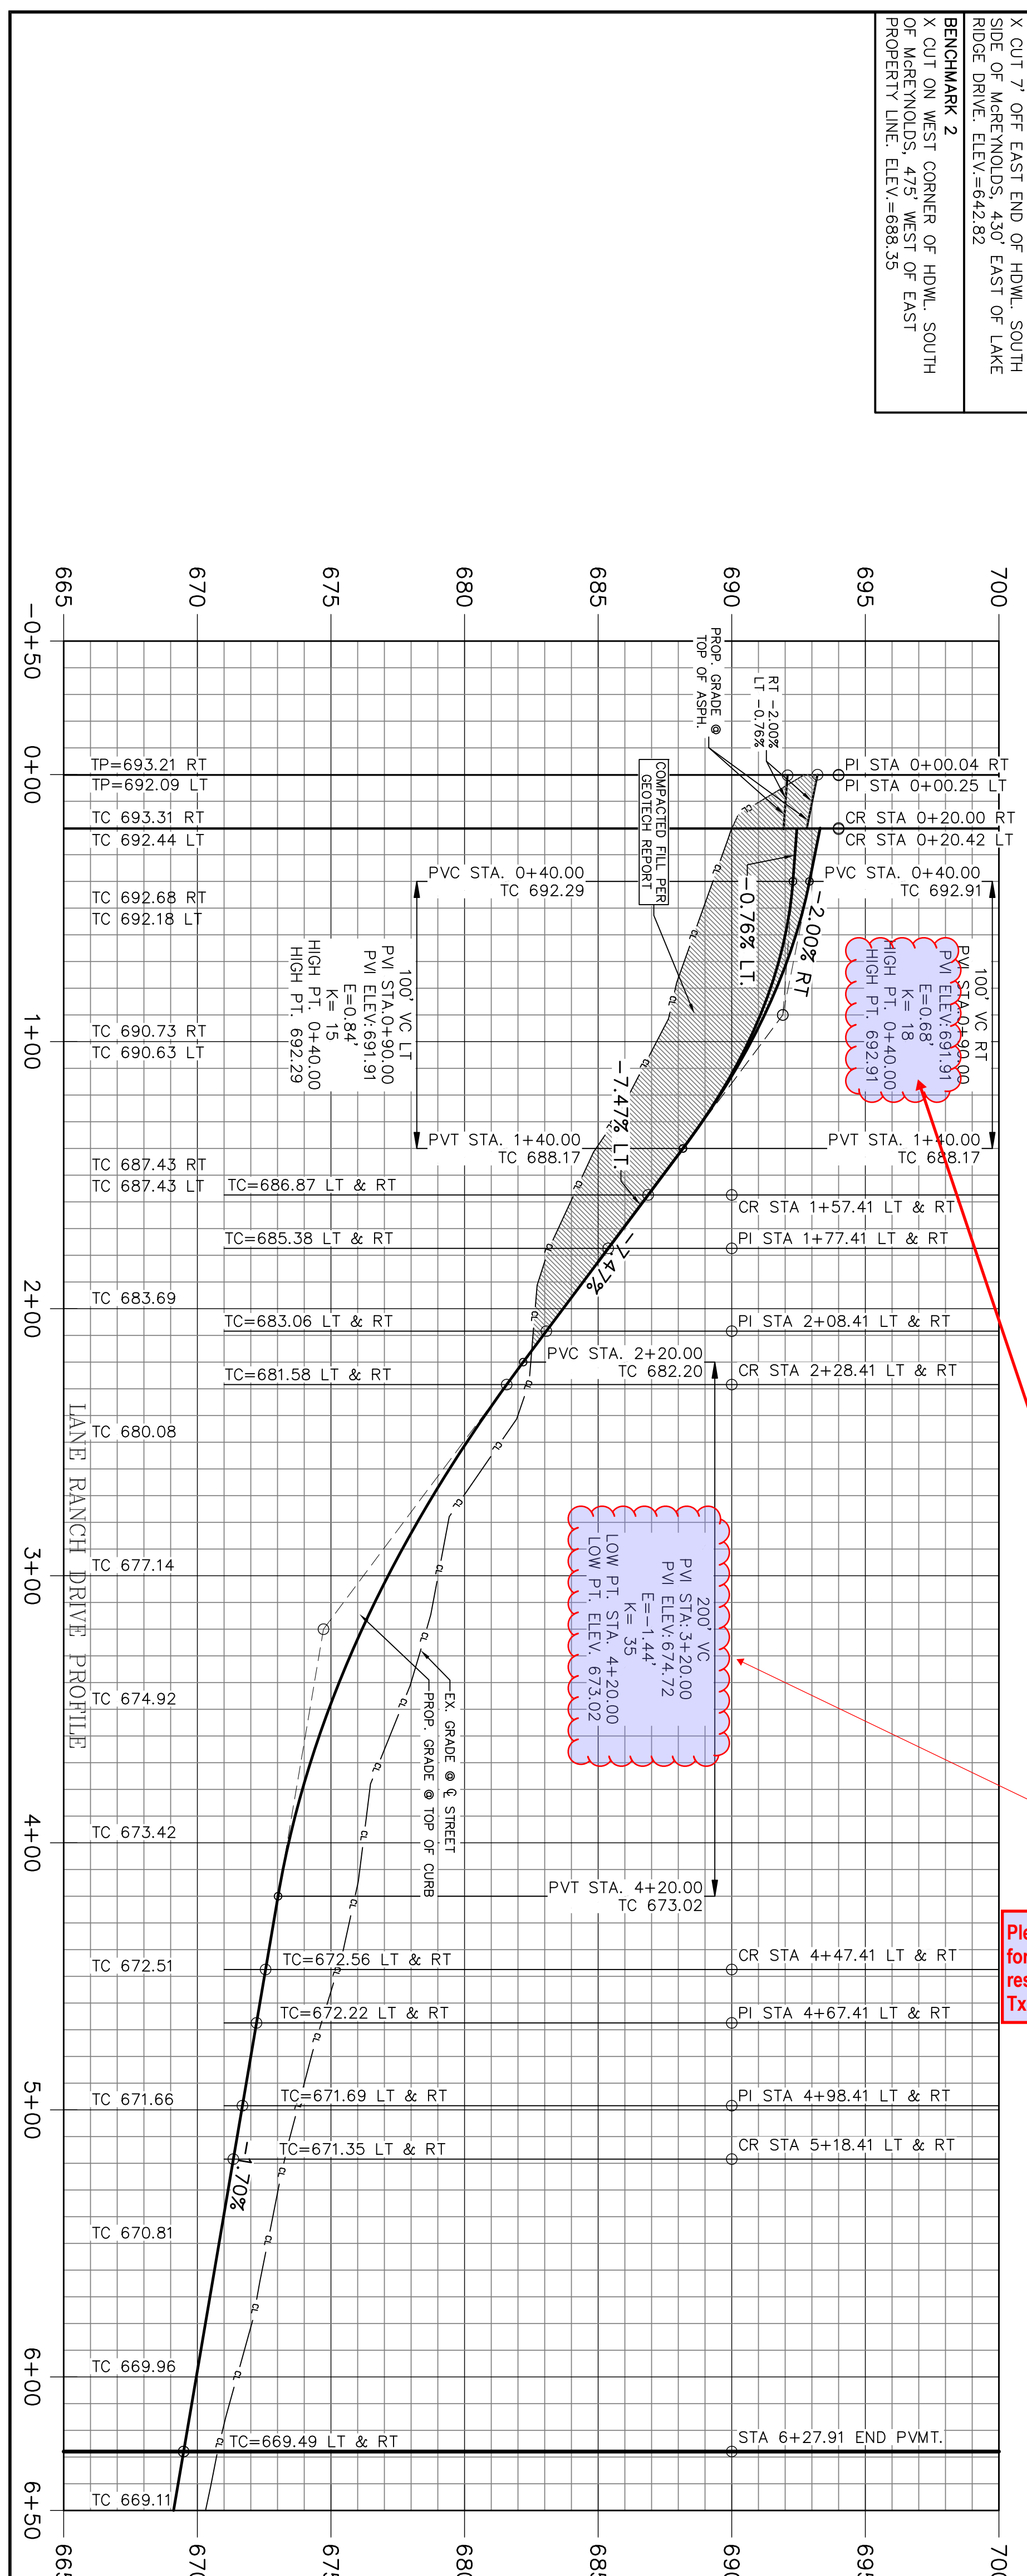 X CUT 7' OFF EAST END OF HDWL. SOUTH
SIDE OF McREYNOLDS, 430' EAST OF LAKE
RIDGE DRIVE. ELEV.=642.82
BENCHMARK 2
X CUT ON WEST CORNER OF HDWL. SOUTH
OF McREYNOLDS, 475' WEST OF EAST
PROPERTY LINE. ELEV.=688.35
700
695
690
685
680
675
670
665
PI STA 0+00.04 RT
PI STA 0+00.25 LT
CR STA 0+20.00 RT
CR STA 0+20.42 LT
RT -2.00%
LT -0.76%
PROP. GRADE @
TOP OF ASPH.
TP=693.21 RT
TP=692.09 LT
TC 693.31 RT
TC 692.44 LT
PVC STA. 0+40.00
TC 692.91
PVC STA. 0+40.00
TC 692.29
COMPACTED FILL PER
GEOTECH REPORT
-2.00% RT
-0.76% LT.
TC 692.68 RT
TC 692.18 LT
100' VC RT
PVI STA.0+90.00
PVI ELEV:691.91
E=0.68'
K= 18
HIGH PT. 0+40.00
HIGH PT. 692.91
100' VC LT
PVI STA.0+90.00
PVI ELEV:691.91
E=0.84'
K= 15
HIGH PT. 0+40.00
HIGH PT. 692.29
TC 690.73 RT
TC 690.63 LT
PVT STA. 1+40.00
TC 688.17
PVT STA. 1+40.00
TC 688.17
-7.47% LT.
-7.47%
TC 687.43 RT
TC 687.43 LT
TC=686.87 LT & RT
CR STA 1+57.41 LT & RT
TC=685.38 LT & RT
PI STA 1+77.41 LT & RT
TC 683.69
TC=683.06 LT & RT
PI STA 2+08.41 LT & RT
PVC STA. 2+20.00
TC 682.20
TC=681.58 LT & RT
CR STA 2+28.41 LT & RT
TC 680.08
200' VC
PVI STA:3+20.00
PVI ELEV:674.72
E=-1.44'
K= 35
LOW PT. STA. 4+20.00
LOW PT. ELEV. 673.02
TC 677.14
EX. GRADE @ ℄ STREET
PROP. GRADE @ TOP OF CURB
TC 674.92
TC 673.42
PVT STA. 4+20.00
TC 673.02
TC 672.51
TC=672.56 LT & RT
CR STA 4+47.41 LT & RT
TC=672.22 LT & RT
PI STA 4+67.41 LT & RT
TC 671.66
TC=671.69 LT & RT
PI STA 4+98.41 LT & RT
TC=671.35 LT & RT
CR STA 5+18.41 LT & RT
-1.70%
TC 670.81
TC 669.96
TC=669.49 LT & RT
STA 6+27.91 END PVMT.
TC 669.11
-0+50
0+00
1+00
2+00
3+00
4+00
5+00
6+00
6+50
LANE RANCH DRIVE PROFILE